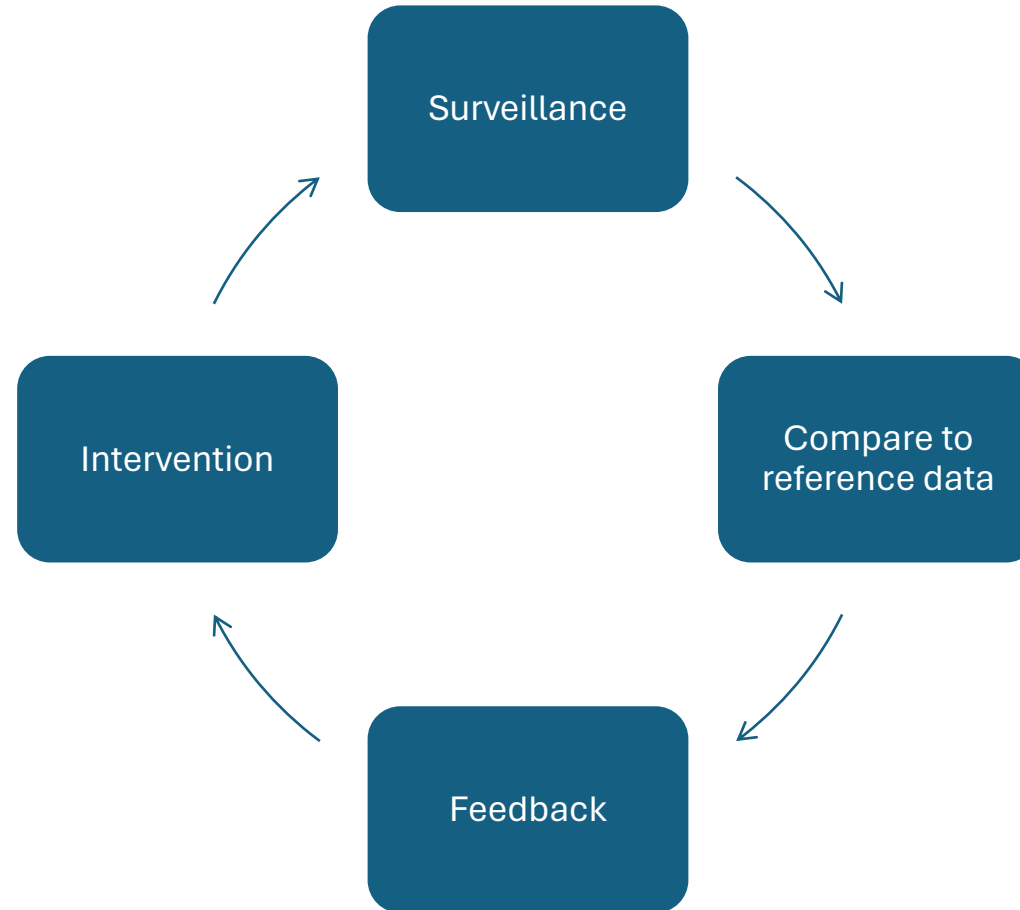 Surveillance
Compare to
reference data
Feedback
Intervention